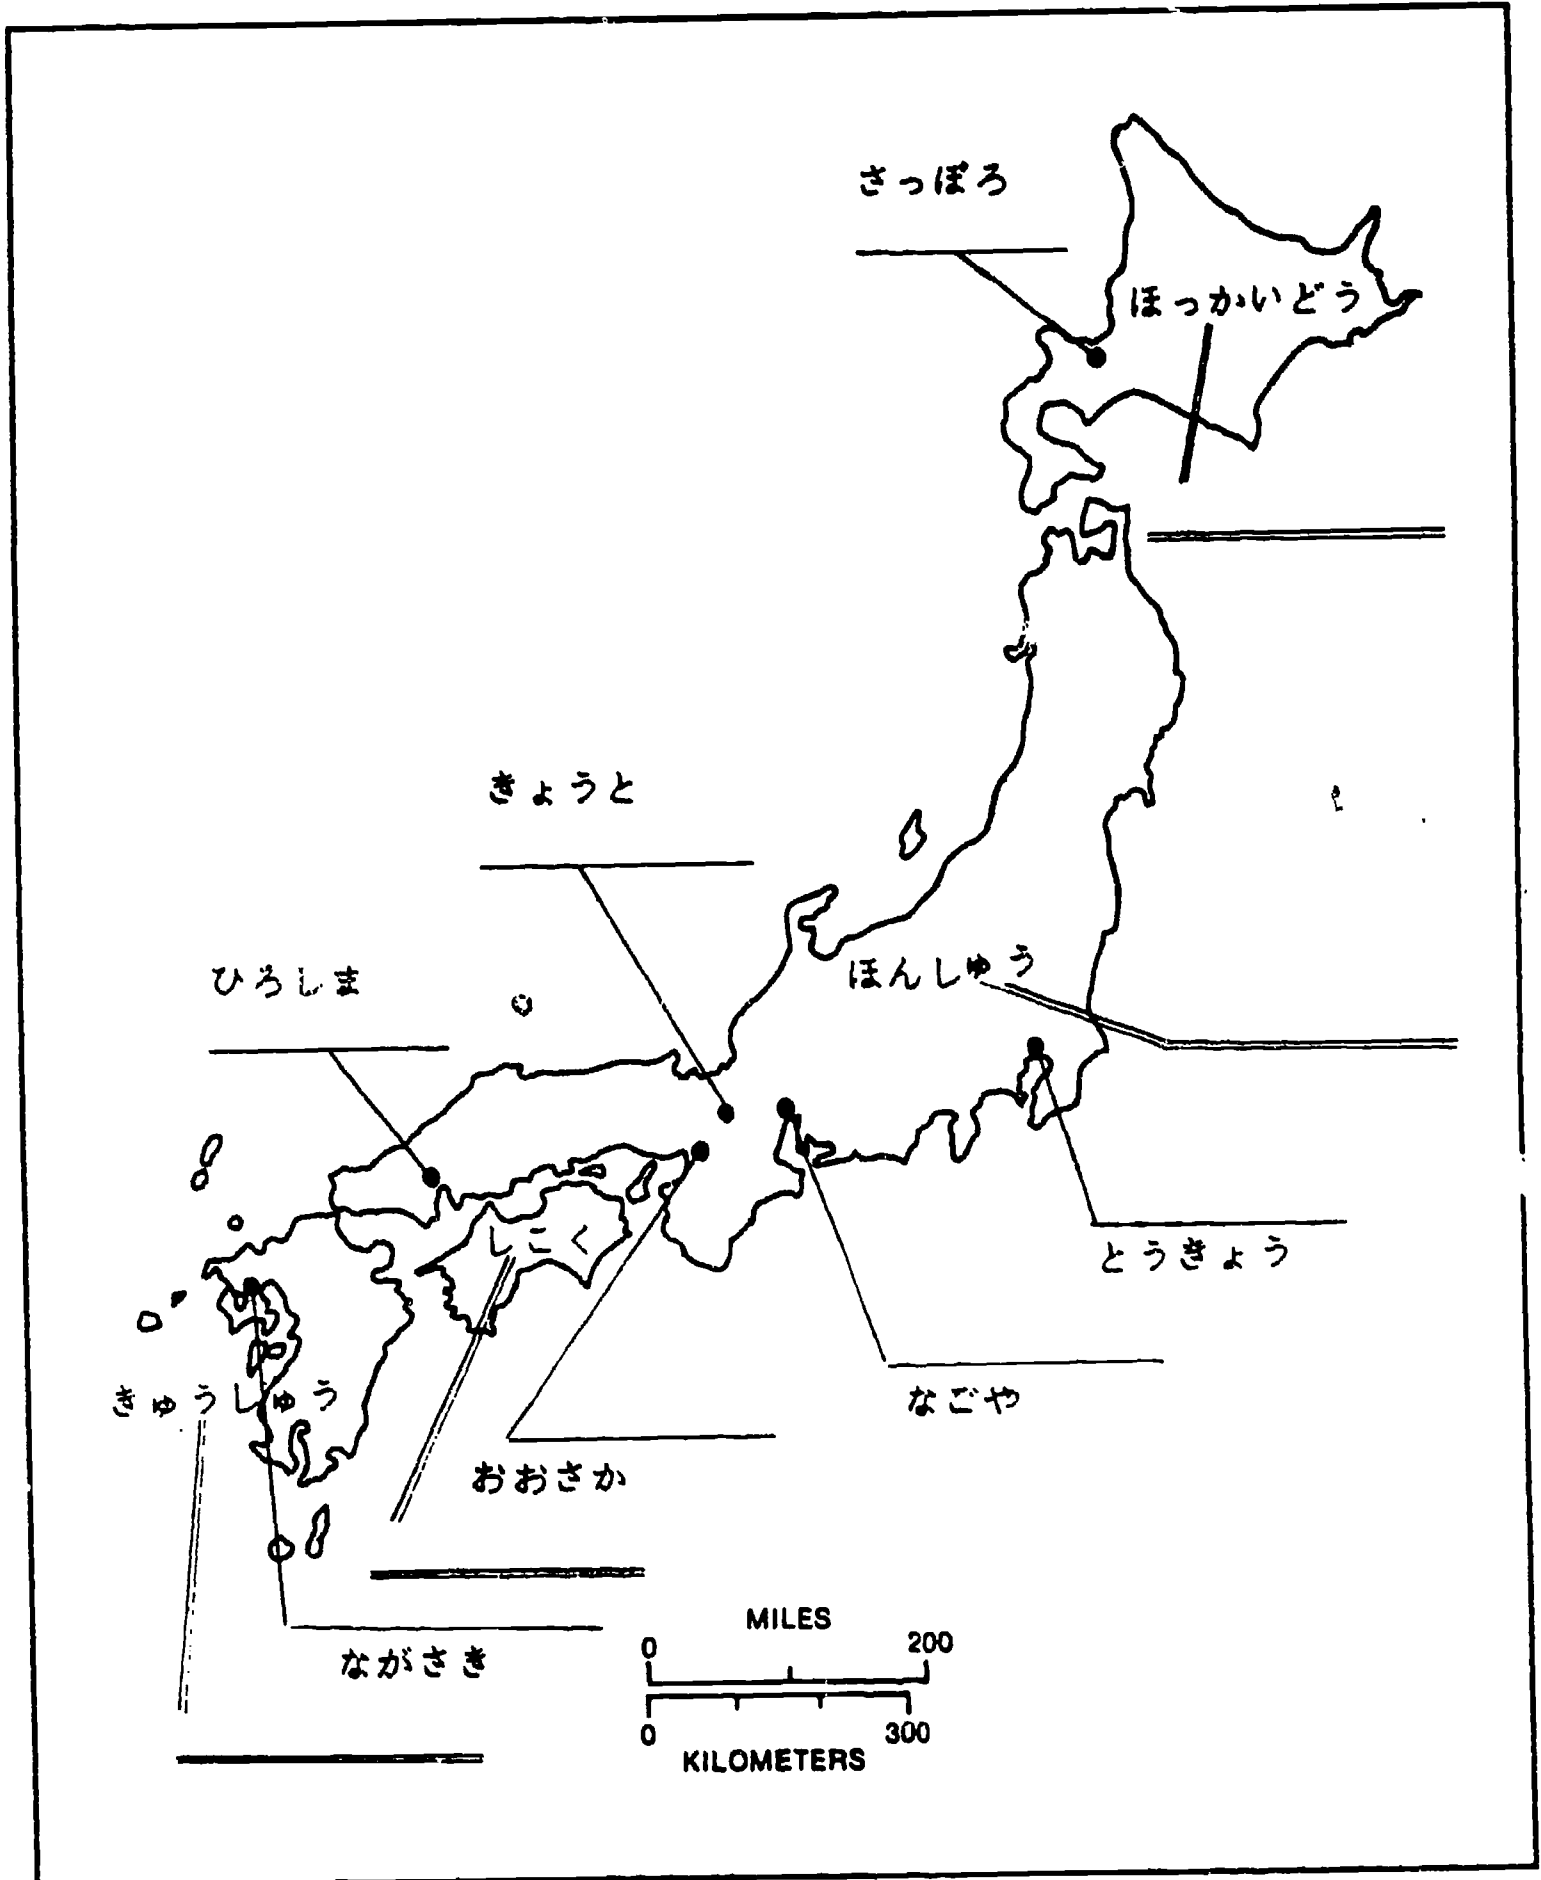 さっぽろ
ほっかいどう
きょうと
ほんしゅう
ひろしま
しこく
とうきょう
きゅうしゅう
なごや
おおさか
ながさき
MILES
0 200
0 300
KILOMETERS